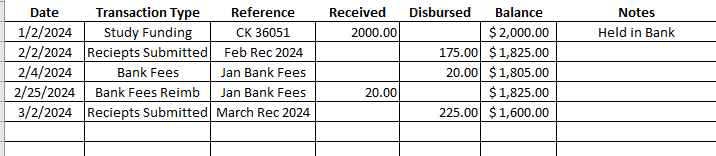 Date Transaction Type Reference Received Disbursed Balance Notes
1/2/2024 Study Funding CK 36051 2000.00 $ 2,000.00 Held in Bank
2/2/2024 Reciepts Submitted Feb Rec 2024 175.00 $ 1,825.00
2/4/2024 Bank Fees Jan Bank Fees 20.00 $ 1,805.00
2/25/2024 Bank Fees Reimb Jan Bank Fees 20.00 $ 1,825.00
3/2/2024 Reciepts Submitted March Rec 2024 225.00 $ 1,600.00